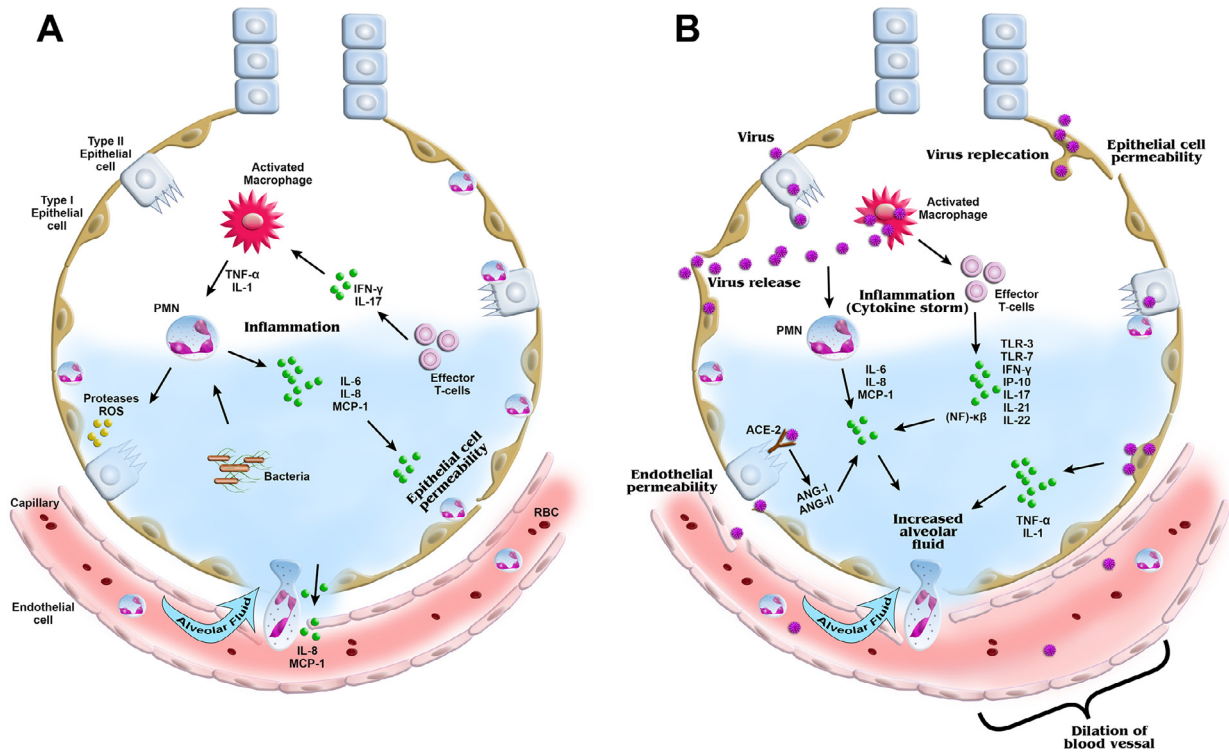 A
Type II
Epithelial
cell
Type I
Epithelial
cell
Activated
Macrophage
TNF-α
IL-1
IFN-γ
IL-17
PMN
Inflammation
Effector
T-cells
IL-6
IL-8
MCP-1
Proteases
ROS
Bacteria
Epithelial cell
permeability
Capillary
RBC
Endothelial
cell
Alveolar Fluid
IL-8
MCP-1
B
Virus
Virus replecation
Epithelial cell
permeability
Activated
Macrophage
Virus release
Inflammation
(Cytokine storm)
Effector
T-cells
PMN
IL-6
IL-8
MCP-1
TLR-3
TLR-7
IFN-γ
IP-10
IL-17
IL-21
IL-22
(NF)-κβ
ACE-2
Endothelial
permeability
ANG-I
ANG-II
Increased
alveolar
fluid
TNF-α
IL-1
Alveolar Fluid
Dilation of
blood vessal